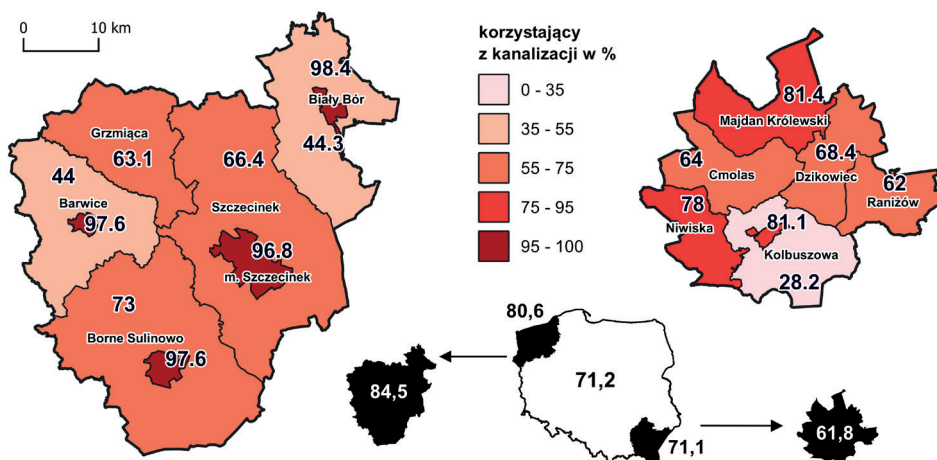 0 10 km
korzystający
z kanalizacji w %
0 - 35
35 - 55
55 - 75
75 - 95
95 - 100
98.4
Biały Bór
44.3
Grzmiąca
63.1
66.4
44
Barwice
97.6
Szczecinek
96.8
m. Szczecinek
73
Borne Sulinowo
97.6
81.4
Majdan Królewski
64
Cmolas
68.4
Dzikowiec
62
Raniżów
78
Niwiska
81.1
Kolbuszowa
28.2
80,6
84,5
71,2
71,1
61,8